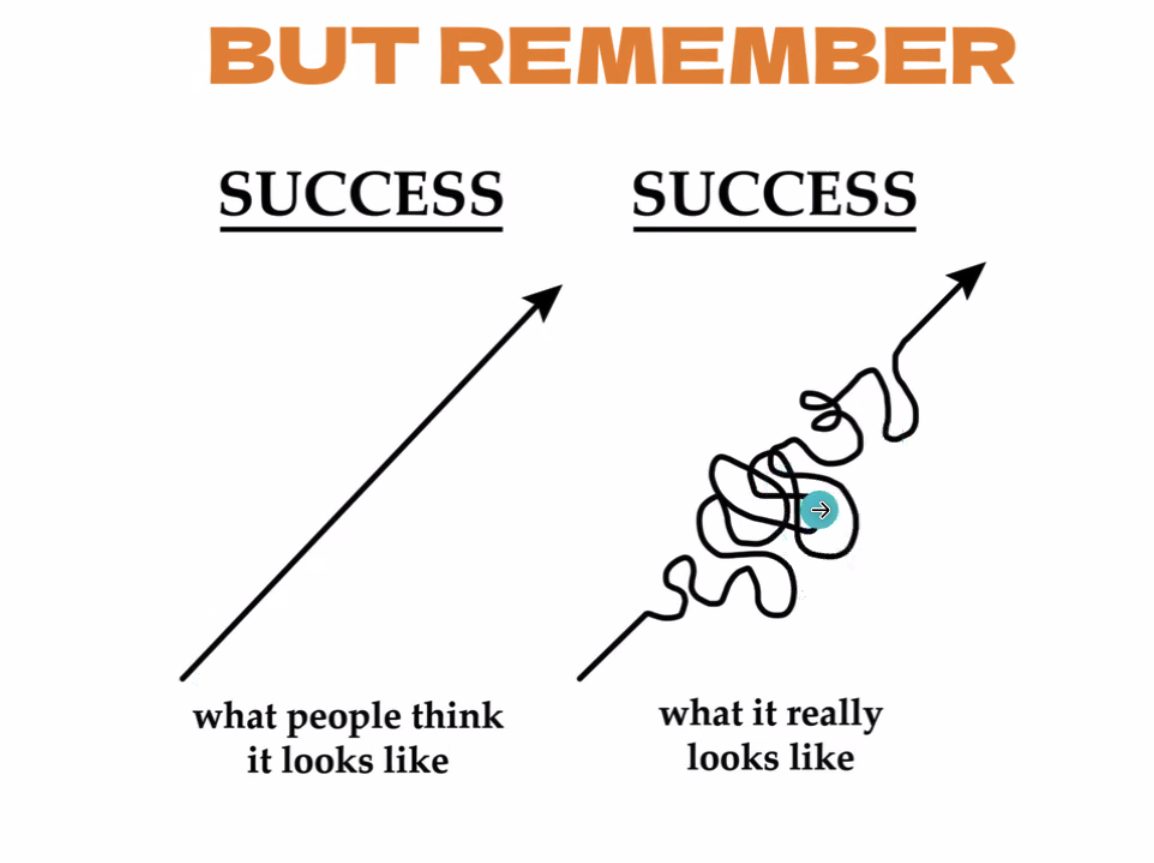 BUT REMEMBER
SUCCESS
what people think
it looks like
SUCCESS
what it really
looks like